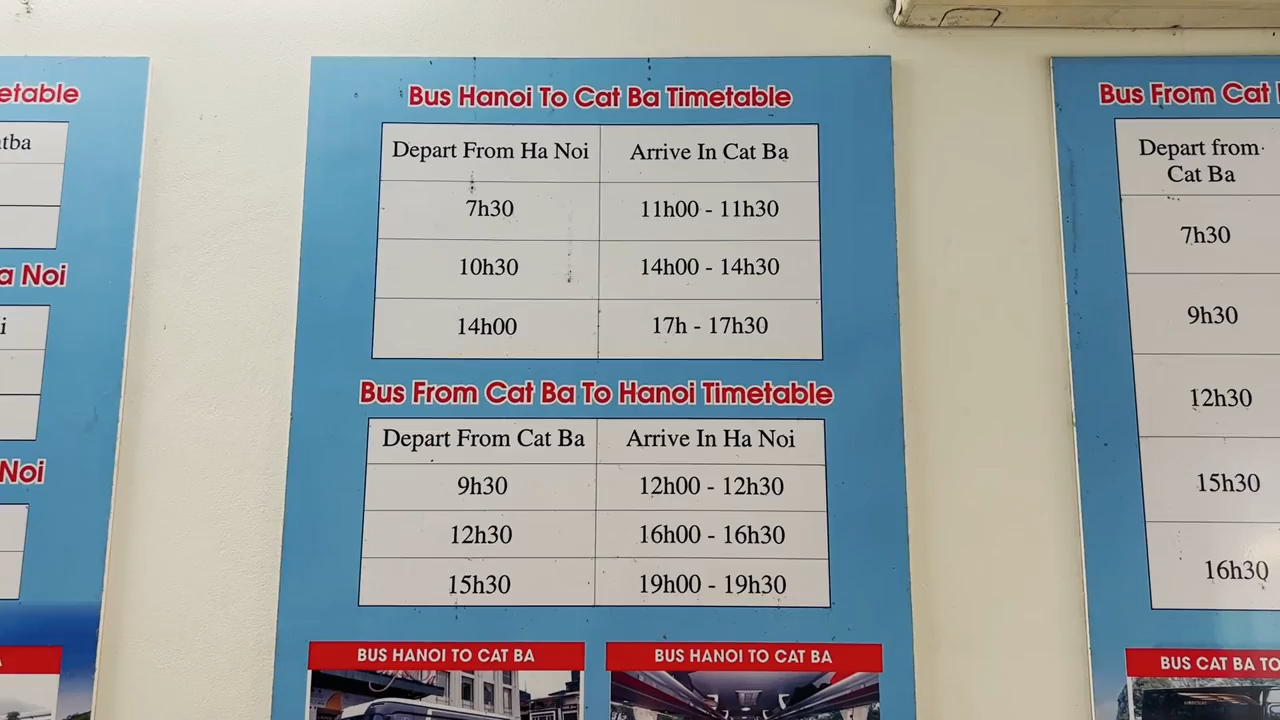 etable
atba
a Noi
i
Noi
Bus Hanoi To Cat Ba Timetable
Depart From Ha Noi Arrive In Cat Ba
7h30 11h00 - 11h30
10h30 14h00 - 14h30
14h00 17h - 17h30
Bus From Cat Ba To Hanoi Timetable
Depart From Cat Ba Arrive In Ha Noi
9h30 12h00 - 12h30
12h30 16h00 - 16h30
15h30 19h00 - 19h30
BUS HANOI TO CAT BA BUS HANOI TO CAT BA
Bus From Cat
Depart from
Cat Ba
7h30
9h30
12h30
15h30
16h30
BUS CAT BA TO